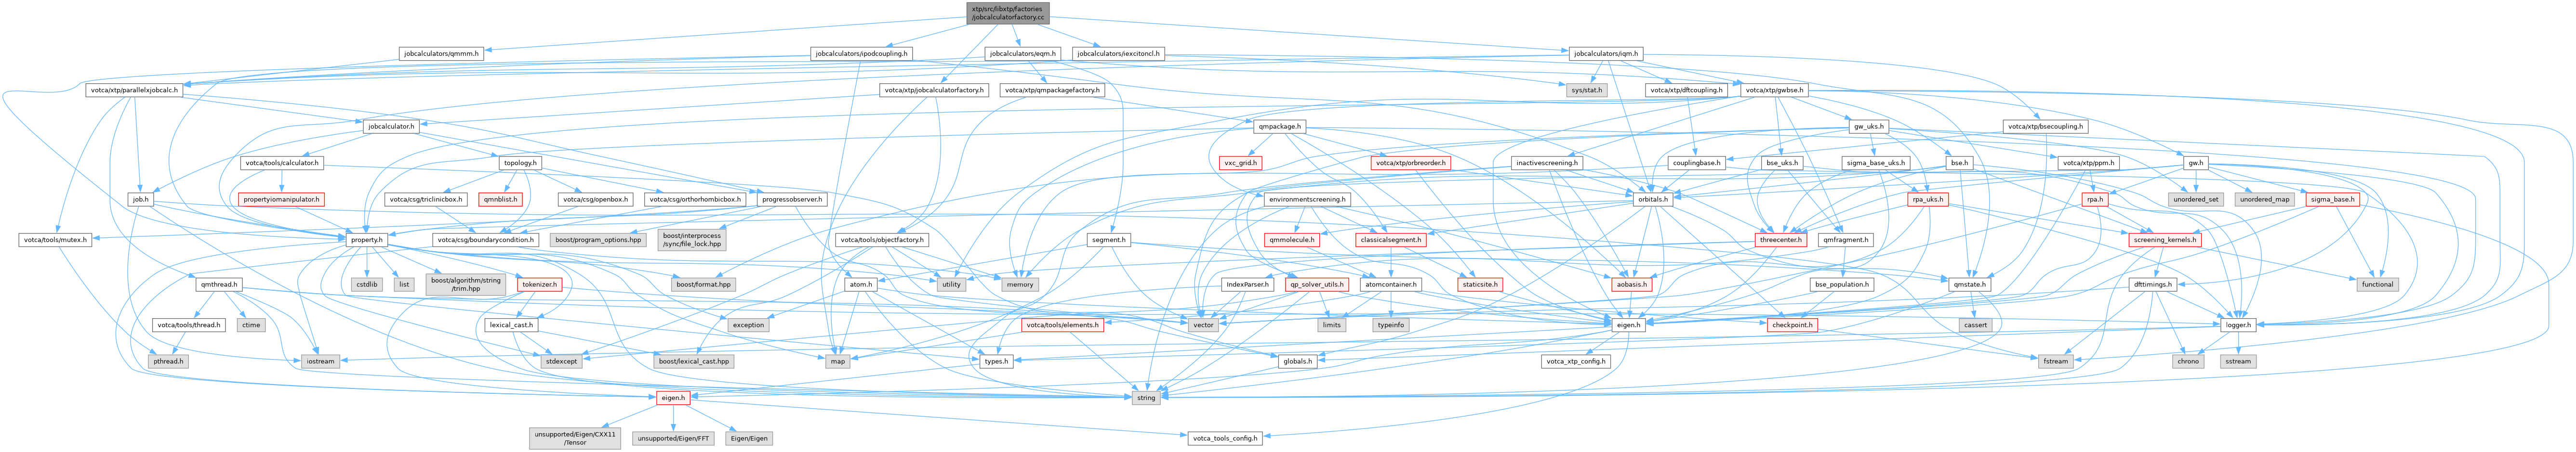 xtp/src/libxtp/factories
/jobcalculatorfactory.cc
jobcalculators/qmmm.h
jobcalculators/ipodcoupling.h
jobcalculators/eqm.h
jobcalculators/iexcitoncl.h
jobcalculators/iqm.h
votca/xtp/parallelxjobcalc.h
votca/xtp/jobcalculatorfactory.h
votca/xtp/qmpackagefactory.h
sys/stat.h
votca/xtp/dftcoupling.h
votca/xtp/gwbse.h
jobcalculator.h
qmpackage.h
gw_uks.h
votca/xtp/bsecoupling.h
votca/tools/calculator.h
topology.h
vxc_grid.h
votca/xtp/orbreorder.h
inactivescreening.h
couplingbase.h
bse_uks.h
sigma_base_uks.h
bse.h
votca/xtp/ppm.h
gw.h
job.h
propertyiomanipulator.h
votca/csg/triclinicbox.h
qmnblist.h
votca/csg/openbox.h
votca/csg/orthorhombicbox.h
progressobserver.h
environmentscreening.h
orbitals.h
rpa_uks.h
rpa.h
unordered_set
unordered_map
sigma_base.h
votca/tools/mutex.h
property.h
votca/csg/boundarycondition.h
boost/program_options.hpp
boost/interprocess
/sync/file_lock.hpp
votca/tools/objectfactory.h
segment.h
qmmolecule.h
classicalsegment.h
threecenter.h
qmfragment.h
screening_kernels.h
qmthread.h
cstdlib
list
boost/algorithm/string
/trim.hpp
tokenizer.h
boost/format.hpp
utility
memory
atom.h
IndexParser.h
qp_solver_utils.h
atomcontainer.h
staticsite.h
aobasis.h
bse_population.h
qmstate.h
dfttimings.h
functional
votca/tools/thread.h
ctime
lexical_cast.h
exception
vector
votca/tools/elements.h
limits
typeinfo
eigen.h
checkpoint.h
cassert
logger.h
pthread.h
iostream
stdexcept
boost/lexical_cast.hpp
map
types.h
globals.h
votca_xtp_config.h
fstream
chrono
sstream
eigen.h
string
unsupported/Eigen/CXX11
/Tensor
unsupported/Eigen/FFT
Eigen/Eigen
votca_tools_config.h